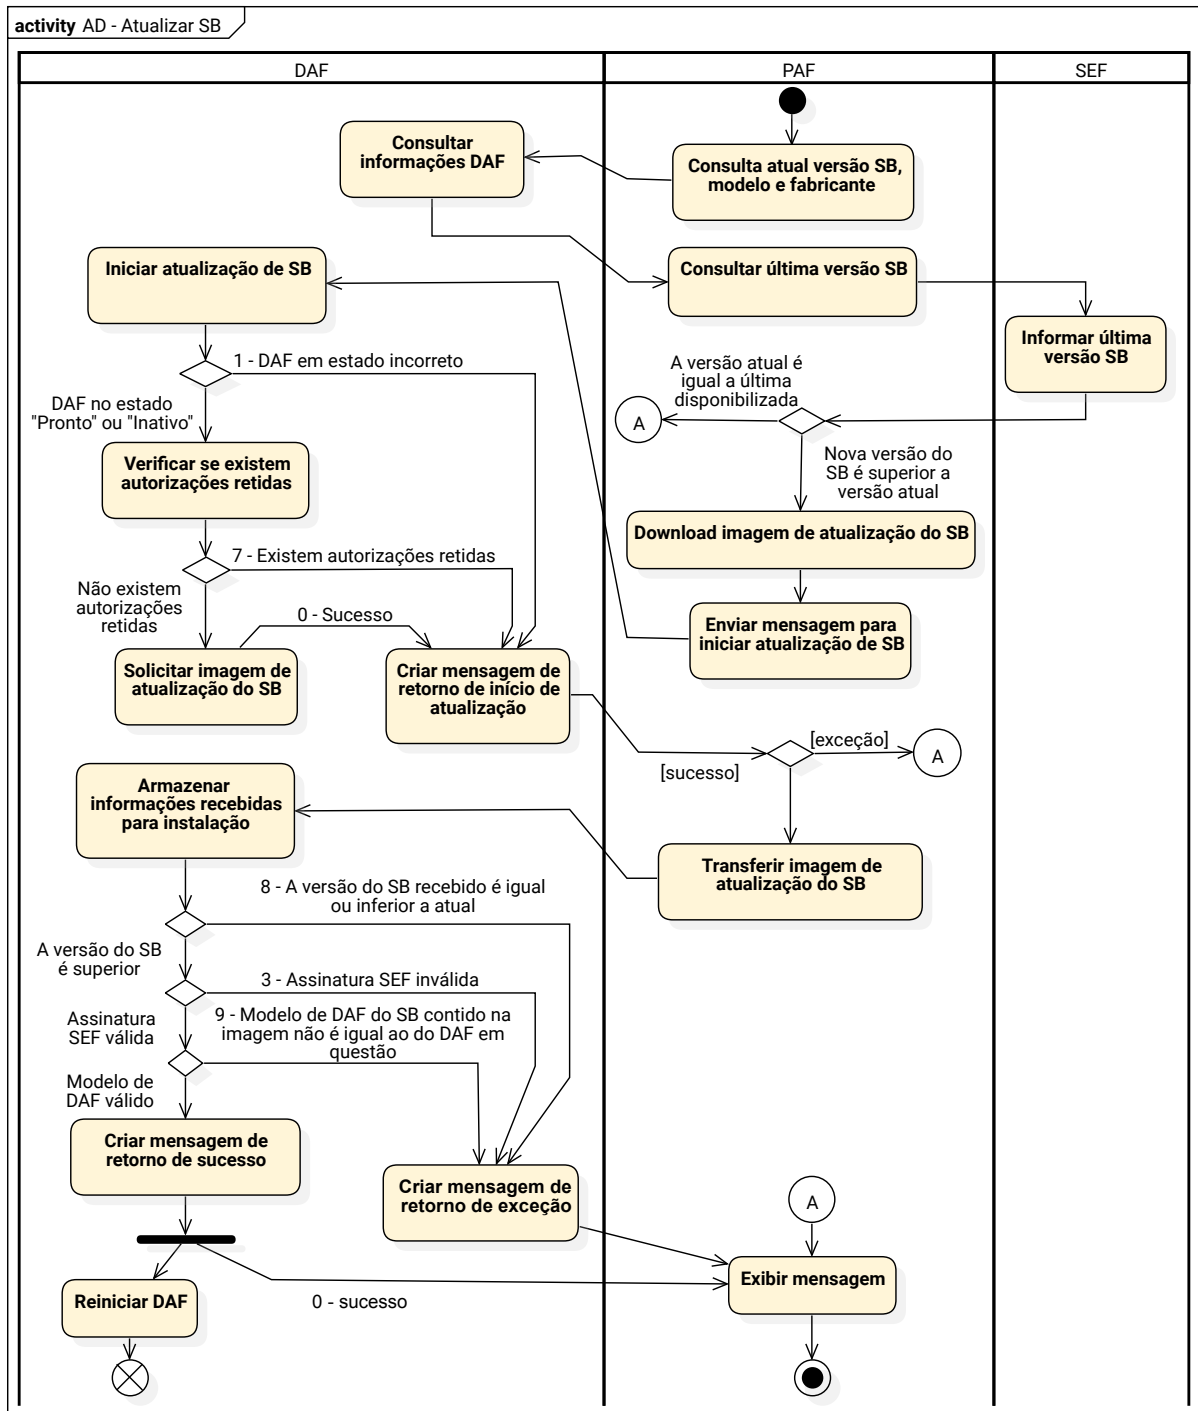 activity AD - Atualizar SB
DAF
PAF
SEF
Consultar
informações DAF
Consulta atual versão SB,
modelo e fabricante
Iniciar atualização de SB
Consultar última versão SB
Informar última
versão SB
1 - DAF em estado incorreto
A versão atual é
igual a última
disponibilizada
A
DAF no estado
"Pronto" ou "Inativo"
Nova versão do
SB é superior a
versão atual
Verificar se existem
autorizações retidas
Download imagem de atualização do SB
7 - Existem autorizações retidas
Não existem
autorizações
retidas
0 - Sucesso
Enviar mensagem para
iniciar atualização de SB
Solicitar imagem de
atualização do SB
Criar mensagem de
retorno de início de
atualização
[exceção]
A
[sucesso]
Armazenar
informações recebidas
para instalação
Transferir imagem de
atualização do SB
8 - A versão do SB recebido é igual
ou inferior a atual
A versão do SB
é superior
3 - Assinatura SEF inválida
Assinatura
SEF válida
9 - Modelo de DAF do SB contido na
imagem não é igual ao do DAF em
questão
Modelo de
DAF válido
Criar mensagem de
retorno de sucesso
Criar mensagem de
retorno de exceção
A
Exibir mensagem
Reiniciar DAF
0 - sucesso